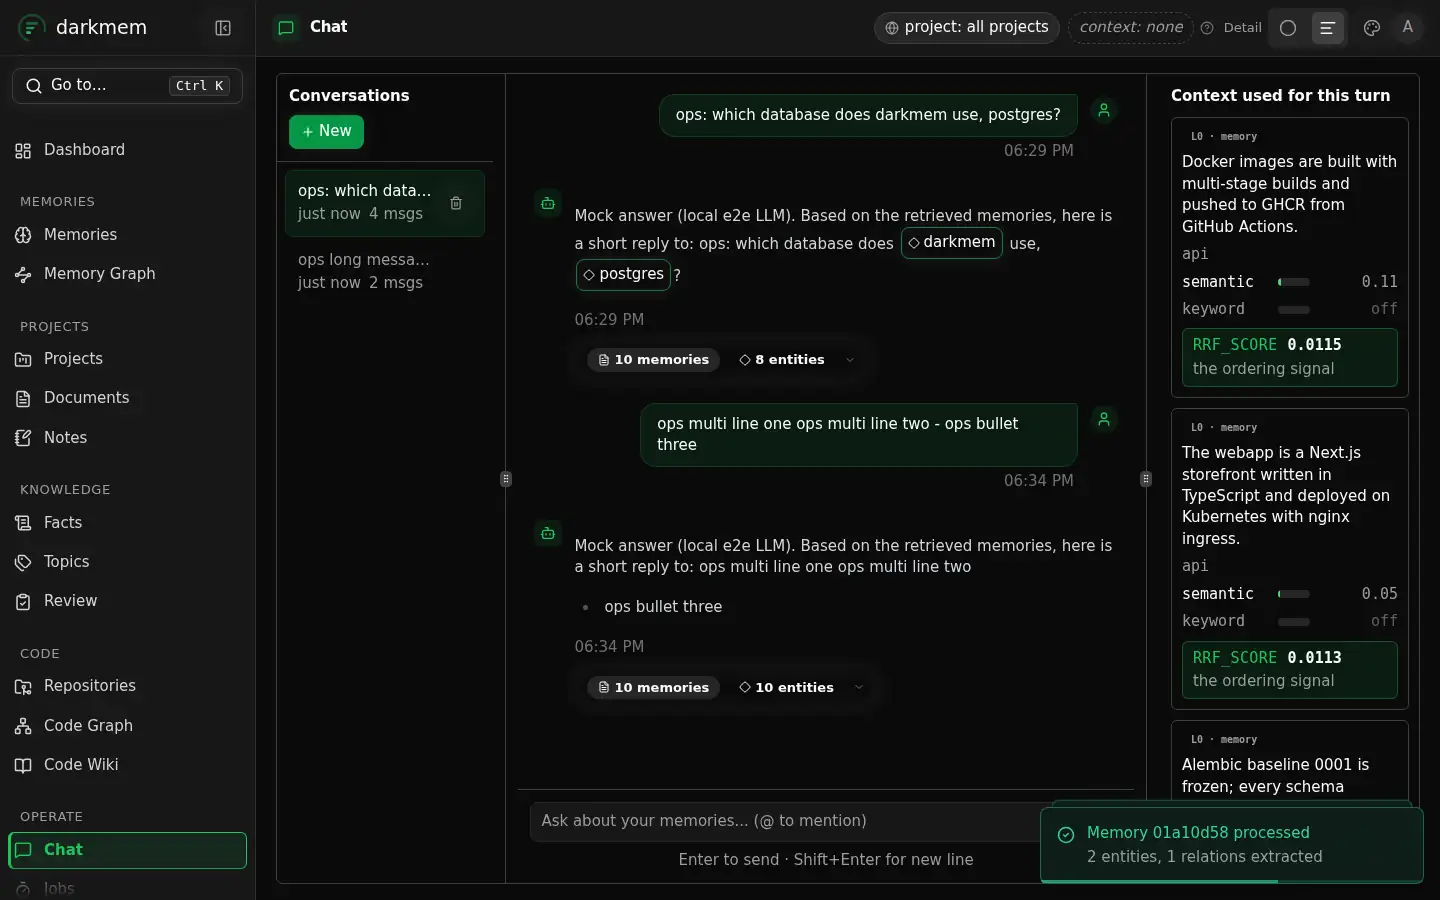 darkmem
Go to...
Ctrl K
Dashboard
MEMORIES
Memories
Memory Graph
PROJECTS
Projects
Documents
Notes
KNOWLEDGE
Facts
Topics
Review
CODE
Repositories
Code Graph
Code Wiki
OPERATE
Chat
Jobs
Chat
project: all projects
context: none
Detail
A
Conversations
+ New
ops: which data...
just now 4 msgs
ops long messa...
just now 2 msgs
ops: which database does darkmem use, postgres?
06:29 PM
Mock answer (local e2e LLM). Based on the retrieved memories, here is
a short reply to: ops: which database does darkmem use,
postgres ?
06:29 PM
10 memories 8 entities
ops multi line one ops multi line two - ops bullet
three
06:34 PM
Mock answer (local e2e LLM). Based on the retrieved memories, here is
a short reply to: ops multi line one ops multi line two
• ops bullet three
06:34 PM
10 memories 10 entities
Ask about your memories... (@ to mention)
Enter to send · Shift+Enter for new line
Context used for this turn
L0 · memory
Docker images are built with
multi-stage builds and
pushed to GHCR from
GitHub Actions.
api
semantic 0.11
keyword off
RRF_SCORE 0.0115
the ordering signal
L0 · memory
The webapp is a Next.js
storefront written in
TypeScript and deployed on
Kubernetes with nginx
ingress.
api
semantic 0.05
keyword off
RRF_SCORE 0.0113
the ordering signal
L0 · memory
Alembic baseline 0001 is
frozen; every schema
Memory 01a10d58 processed
2 entities, 1 relations extracted